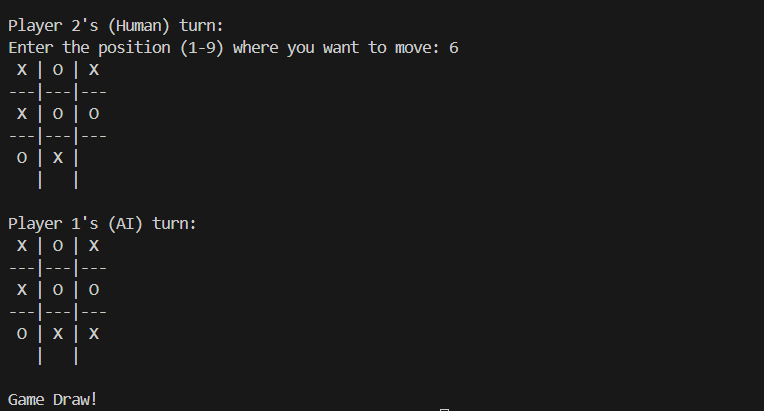 Player 2's (Human) turn:
Enter the position (1-9) where you want to move: 6
 X | O | X
---|---|---
 X | O | O
---|---|---
 O | X |
   |   |
Player 1's (AI) turn:
 X | O | X
---|---|---
 X | O | O
---|---|---
 O | X | X
   |   |
Game Draw!